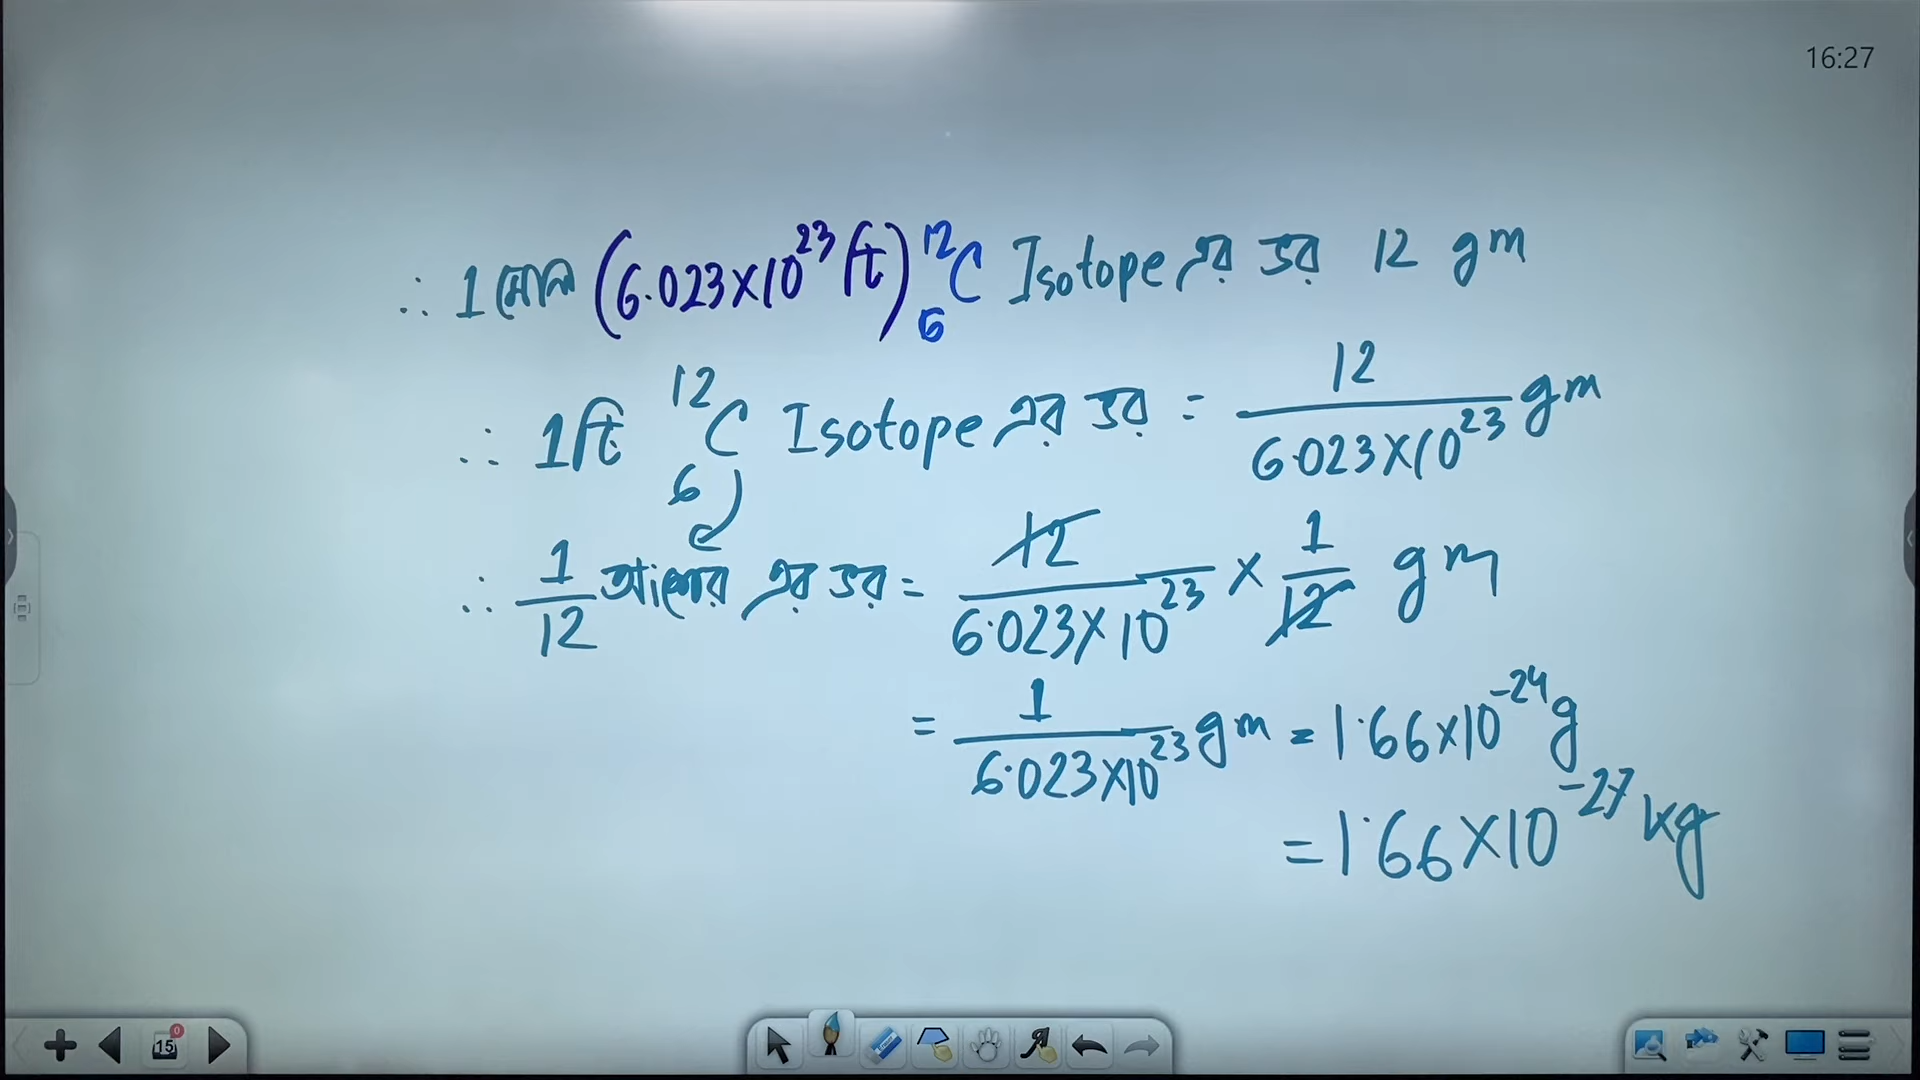 16:27
∴ 1 মোল (6.023×10²³ টি) ¹²₆C Isotope এর ভর 12 gm
∴ 1টি ¹²₆C Isotope এর ভর = 12/(6.023×10²³) gm
∴ 1/12 অংশের এর ভর = 12/(6.023×10²³) × 1/12 gm
= 1/(6.023×10²³) gm = 1.66×10⁻²⁴ g
= 1.66×10⁻²⁷ kg
15 0